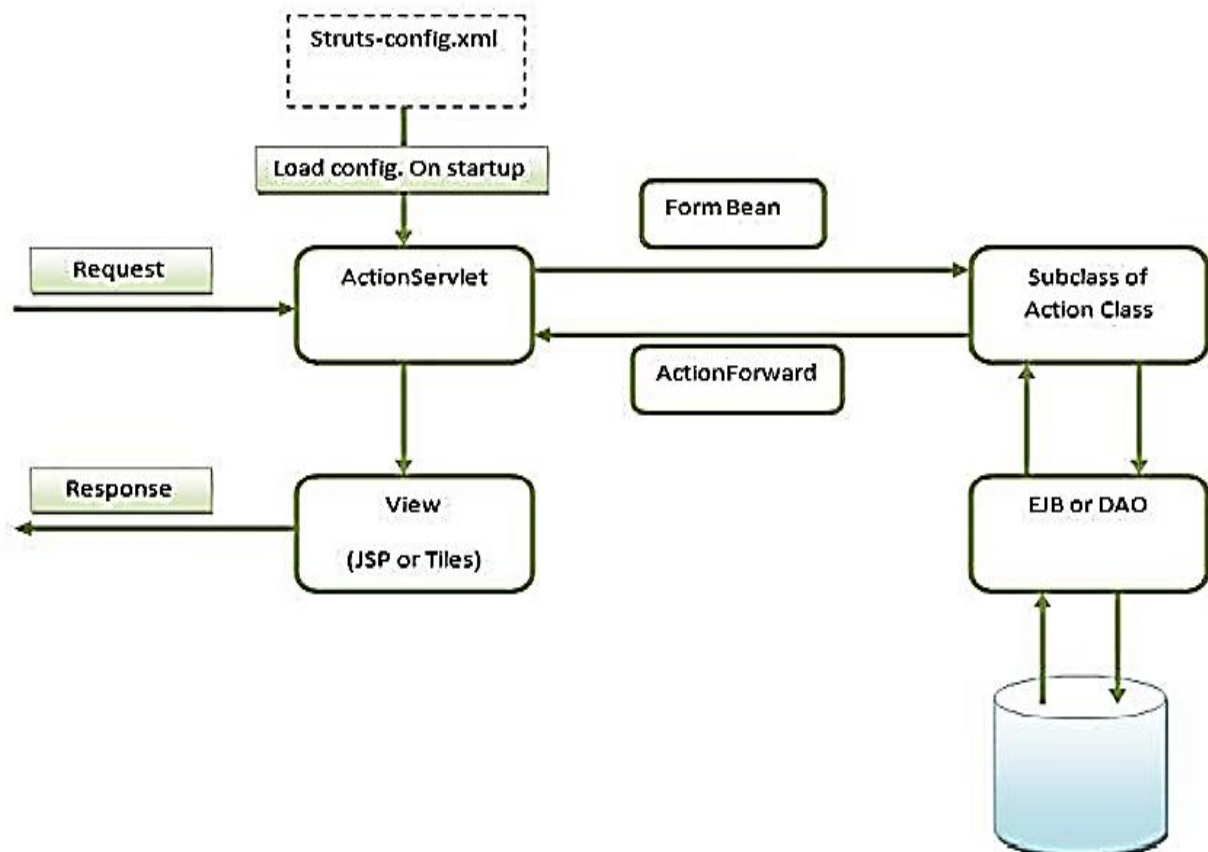 Struts-config.xml
Load config. On startup
Form Bean
Request
ActionServlet
Subclass of
Action Class
ActionForward
Response
View
(JSP or Tiles)
EJB or DAO